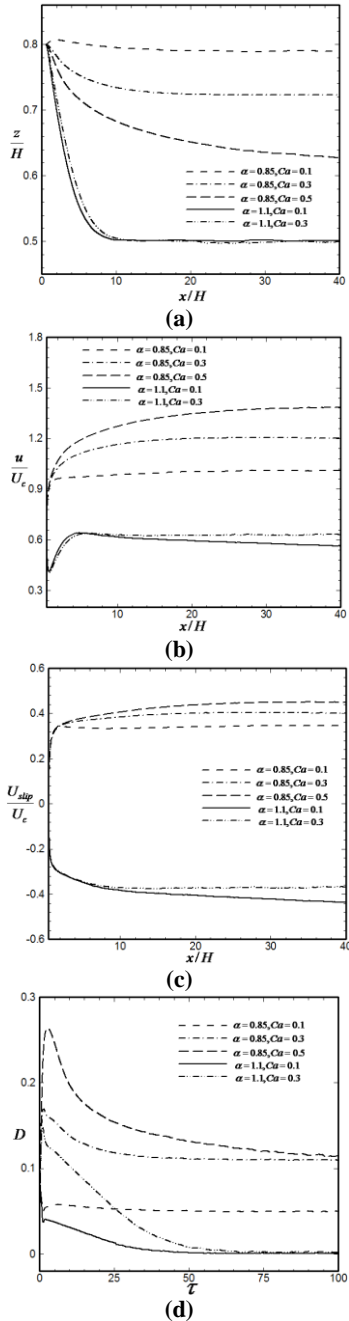 0.8
0.7
z
H
0.6
α=0.85,Ca=0.1
α=0.85,Ca=0.3
α=0.85,Ca=0.5
α=1.1,Ca=0.1
α=1.1,Ca=0.3
0.5
0 10 20 30 40
x/H
(a)
1.8
α=0.85,Ca=0.1
α=0.85,Ca=0.3
α=0.85,Ca=0.5
α=1.1,Ca=0.1
α=1.1,Ca=0.3
1.5
1.2
u
U_c
0.9
0.6
0.3
10 20 30 40
x/H
(b)
0.6
0.4
0.2
α=0.85,Ca=0.1
α=0.85,Ca=0.3
α=0.85,Ca=0.5
α=1.1,Ca=0.1
α=1.1,Ca=0.3
U_slip
U_c
0
-0.2
-0.4
-0.6
10 20 30 40
x/H
(c)
0.3
α=0.85,Ca=0.1
α=0.85,Ca=0.3
α=0.85,Ca=0.5
α=1.1,Ca=0.1
α=1.1,Ca=0.3
0.2
D
0.1
0
0 25 50 75 100
τ
(d)